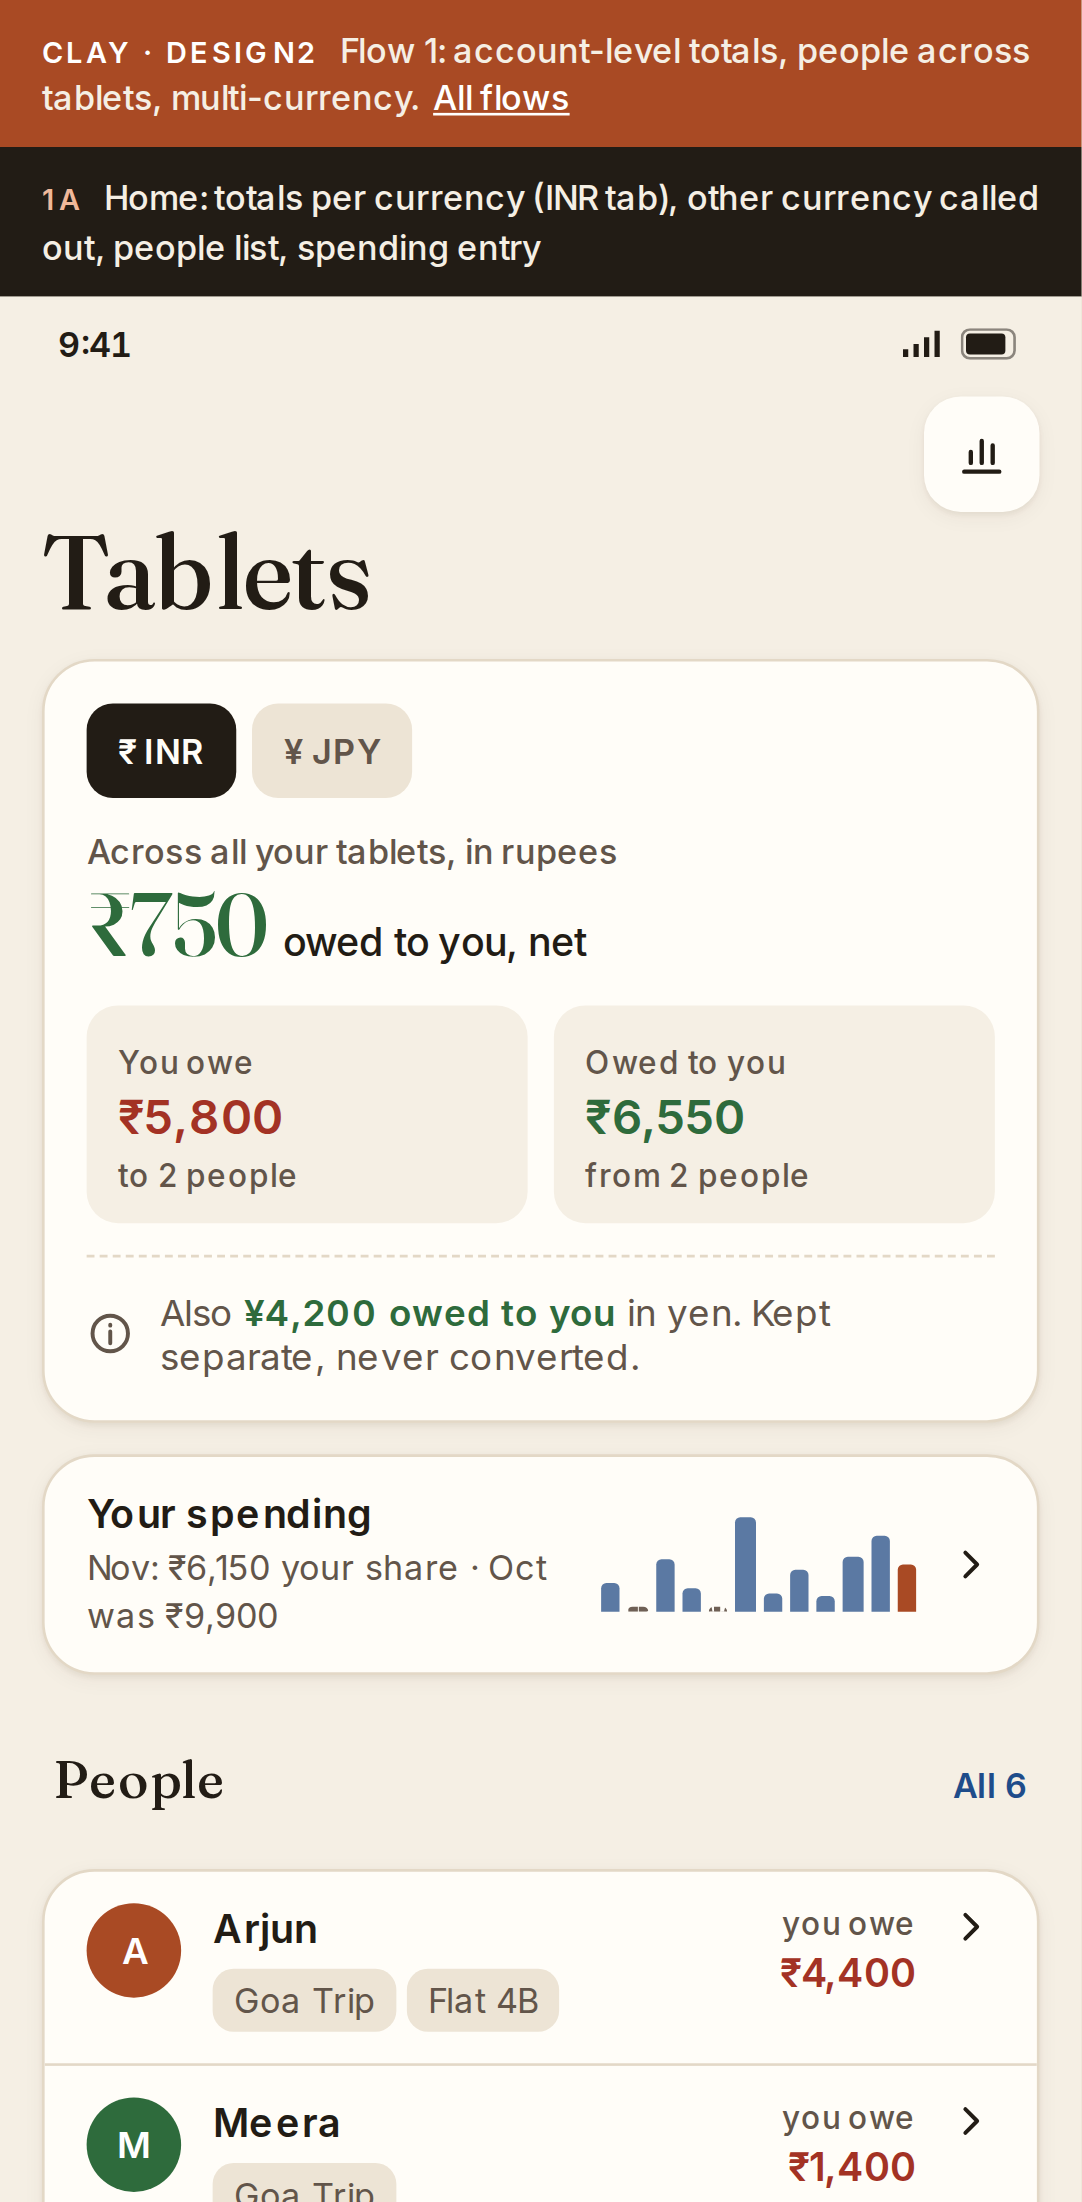 CLAY · DESIGN2 Flow 1: account-level totals, people across
tablets, multi-currency. All flows
1A Home: totals per currency (INR tab), other currency called
out, people list, spending entry
9:41
Tablets
₹ INR ¥ JPY
Across all your tablets, in rupees
₹750 owed to you, net
You owe Owed to you
₹5,800 ₹6,550
to 2 people from 2 people
Also ¥4,200 owed to you in yen. Kept
separate, never converted.
Your spending
Nov: ₹6,150 your share · Oct
was ₹9,900
People All 6
A Arjun you owe
₹4,400
Goa Trip Flat 4B
M Meera you owe
₹1,400
Goa Trip